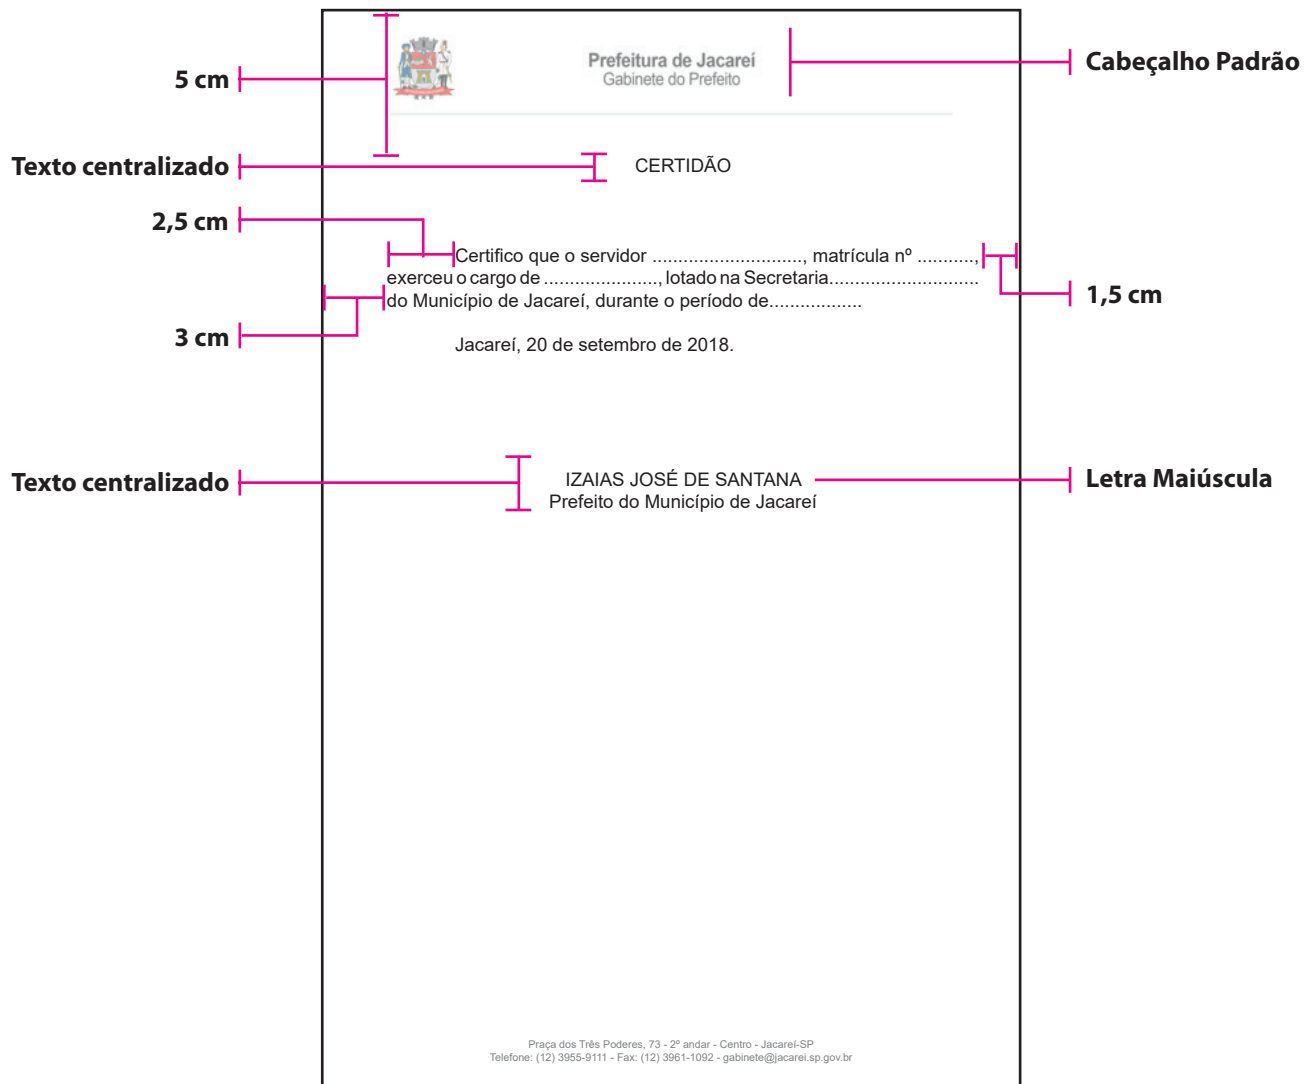 Prefeitura de Jacareí
Gabinete do Prefeito
Cabeçalho Padrão
5 cm
Texto centralizado
CERTIDÃO
2,5 cm
Certifico que o servidor ............................., matrícula nº ...........,
exerceu o cargo de ......................, lotado na Secretaria.............................
do Município de Jacareí, durante o período de..................
1,5 cm
3 cm
Jacareí, 20 de setembro de 2018.
Texto centralizado
IZAIAS JOSÉ DE SANTANA
Letra Maiúscula
Prefeito do Município de Jacareí
Praça dos Três Poderes, 73 - 2º andar - Centro - Jacareí-SP
Telefone: (12) 3955-9111 - Fax: (12) 3961-1092 - gabinete@jacarei.sp.gov.br